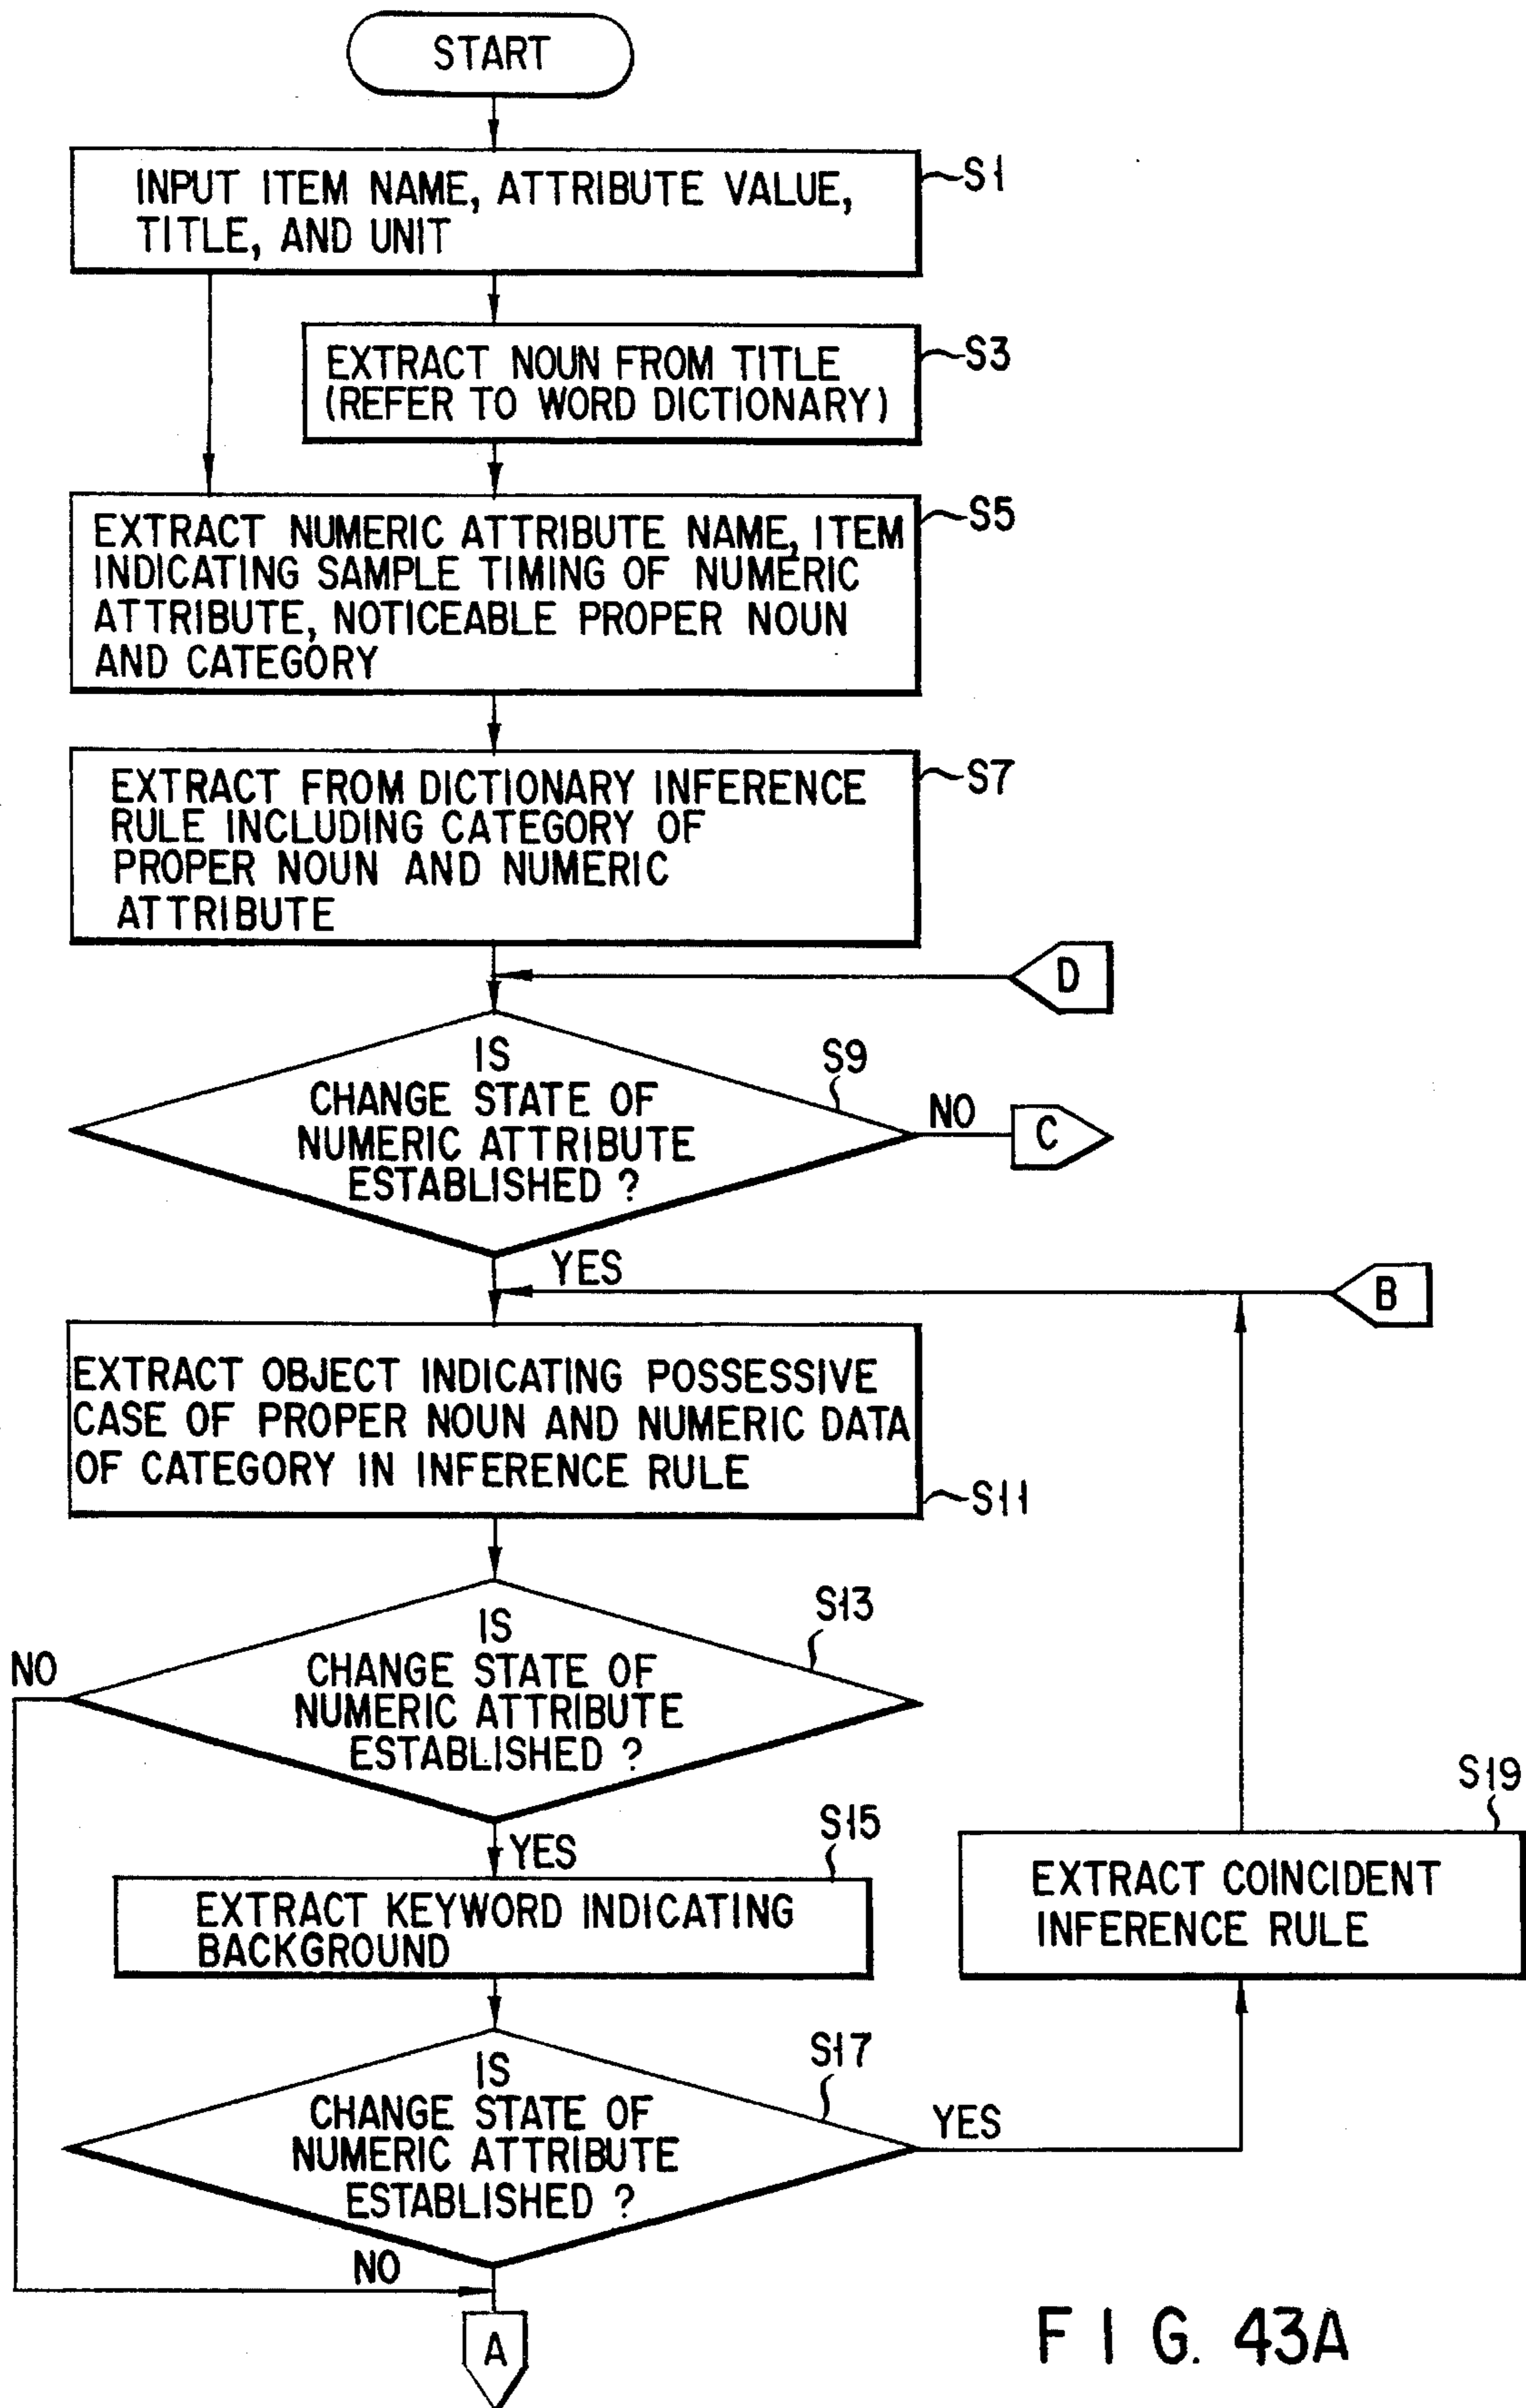 START
INPUT ITEM NAME, ATTRIBUTE VALUE,
TITLE, AND UNIT
S1
EXTRACT NOUN FROM TITLE
(REFER TO WORD DICTIONARY)
S3
EXTRACT NUMERIC ATTRIBUTE NAME, ITEM
INDICATING SAMPLE TIMING OF NUMERIC
ATTRIBUTE, NOTICEABLE PROPER NOUN
AND CATEGORY
S5
EXTRACT FROM DICTIONARY INFERENCE
RULE INCLUDING CATEGORY OF
PROPER NOUN AND NUMERIC
ATTRIBUTE
S7
D
IS
CHANGE STATE OF
NUMERIC ATTRIBUTE
ESTABLISHED ?
S9
NO
C
YES
B
EXTRACT OBJECT INDICATING POSSESSIVE
CASE OF PROPER NOUN AND NUMERIC DATA
OF CATEGORY IN INFERENCE RULE
S11
IS
CHANGE STATE OF
NUMERIC ATTRIBUTE
ESTABLISHED ?
S13
NO
YES
EXTRACT KEYWORD INDICATING
BACKGROUND
S15
EXTRACT COINCIDENT
INFERENCE RULE
S19
IS
CHANGE STATE OF
NUMERIC ATTRIBUTE
ESTABLISHED ?
S17
YES
NO
A
FIG. 43A